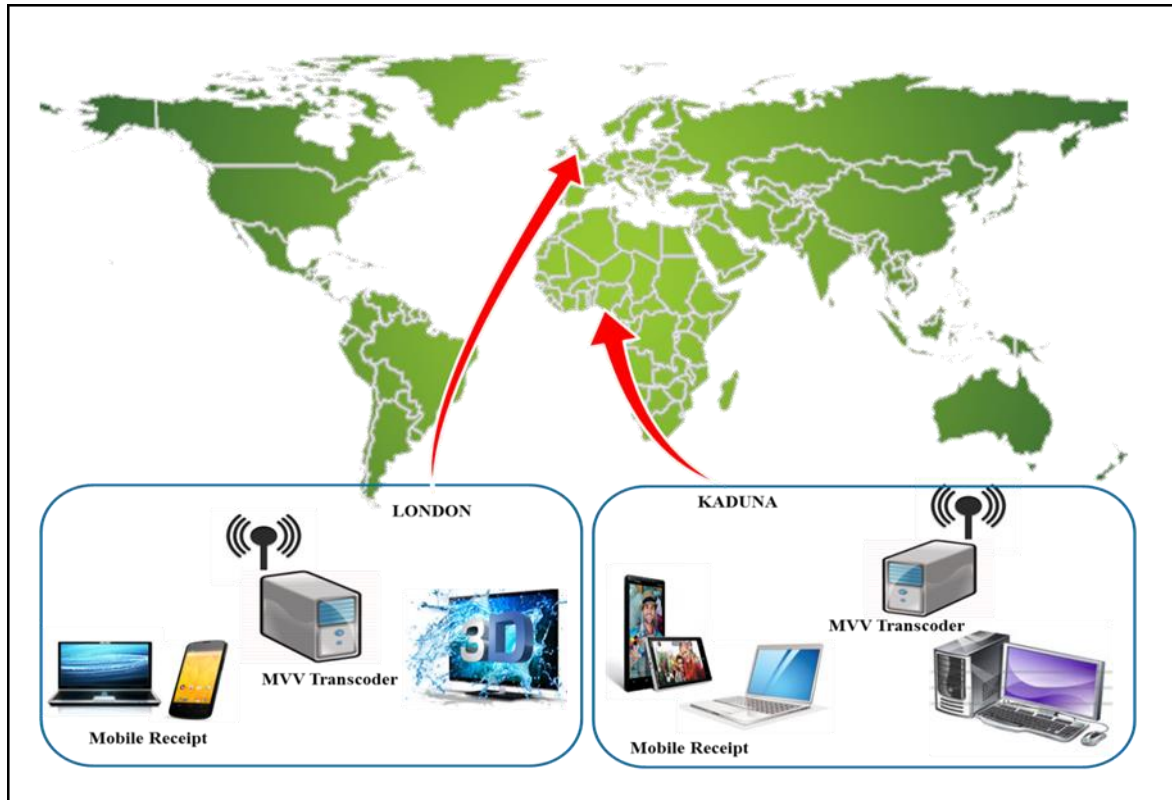 LONDON
MVV Transcoder
3D
Mobile Receipt
KADUNA
MVV Transcoder
Mobile Receipt